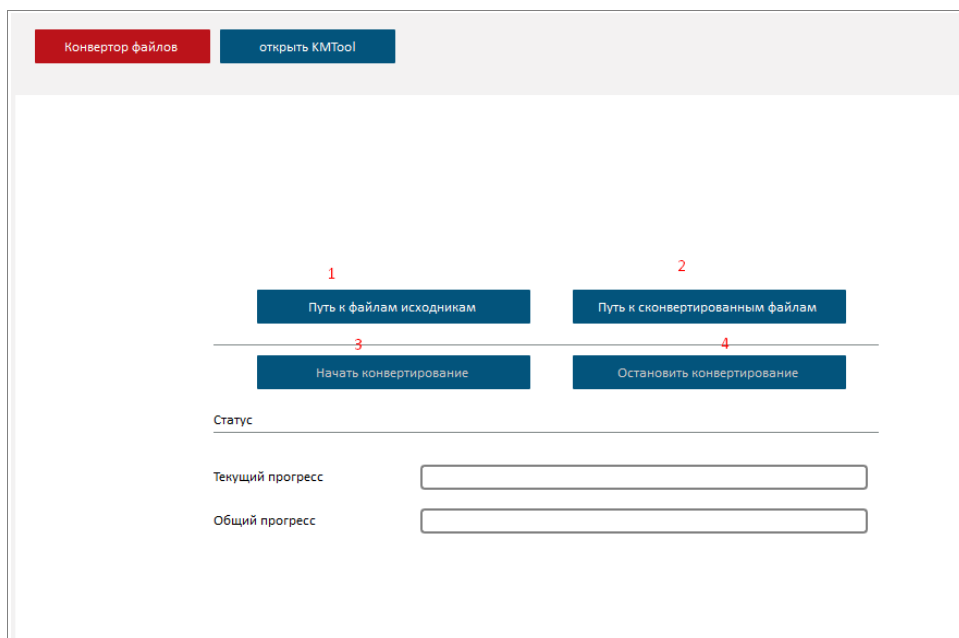 Конвертор файлов открыть KMTool
1 2
Путь к файлам исходникам Путь к сконвертированным файлам
3 4
Начать конвертирование Остановить конвертирование
Статус
Текущий прогресс
Общий прогресс